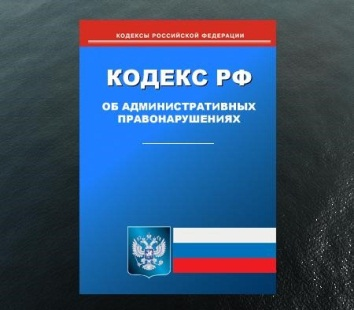 КОДЕКСЫ РОССИЙСКОЙ ФЕДЕРАЦИИ
КОДЕКС РФ
ОБ АДМИНИСТРАТИВНЫХ
ПРАВОНАРУШЕНИЯХ